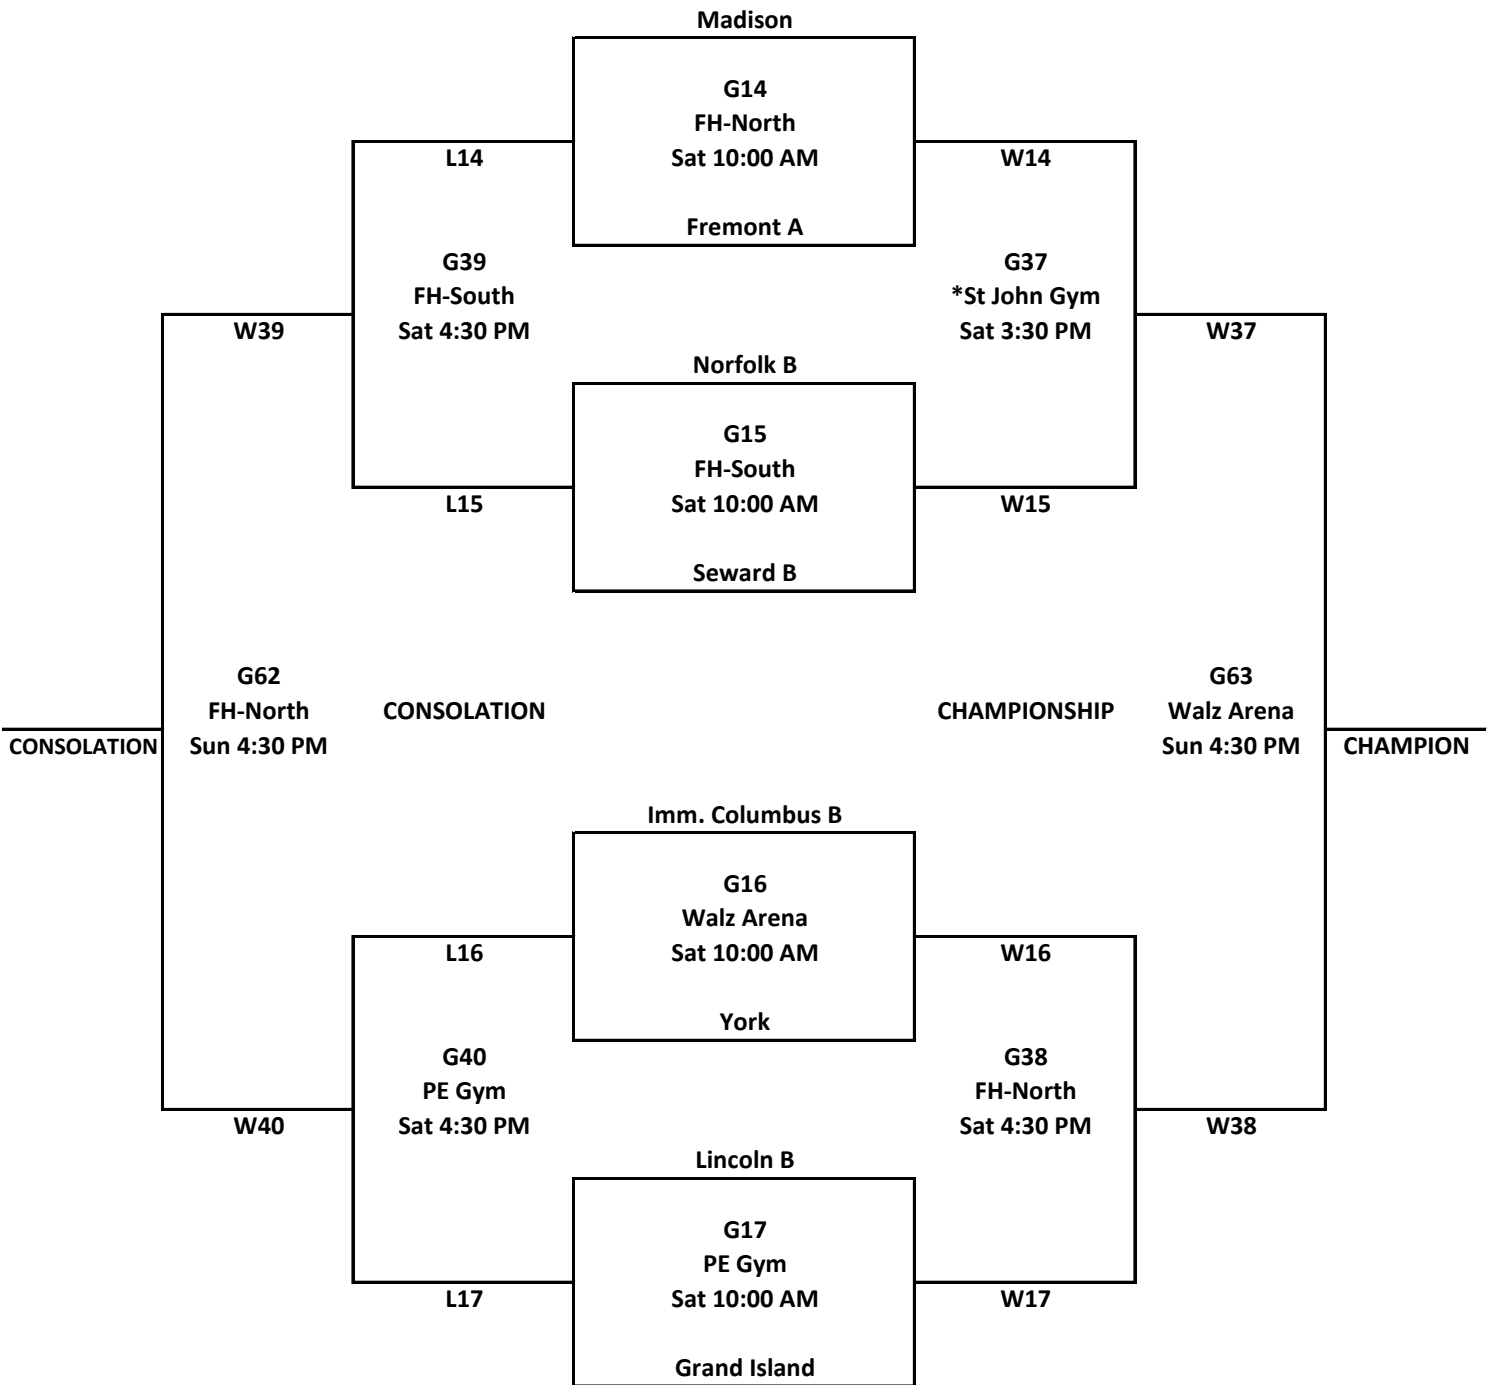 Madison
G14
FH-North
Sat 10:00 AM
L14
W14
Fremont A
G39
FH-South
Sat 4:30 PM
G37
*St John Gym
Sat 3:30 PM
W39
W37
Norfolk B
G15
FH-South
Sat 10:00 AM
L15
W15
Seward B
G62
FH-North
Sun 4:30 PM
CONSOLATION
CONSOLATION
CHAMPIONSHIP
G63
Walz Arena
Sun 4:30 PM
CHAMPION
Imm. Columbus B
G16
Walz Arena
Sat 10:00 AM
L16
W16
York
G40
PE Gym
Sat 4:30 PM
G38
FH-North
Sat 4:30 PM
W40
W38
Lincoln B
G17
PE Gym
Sat 10:00 AM
L17
W17
Grand Island